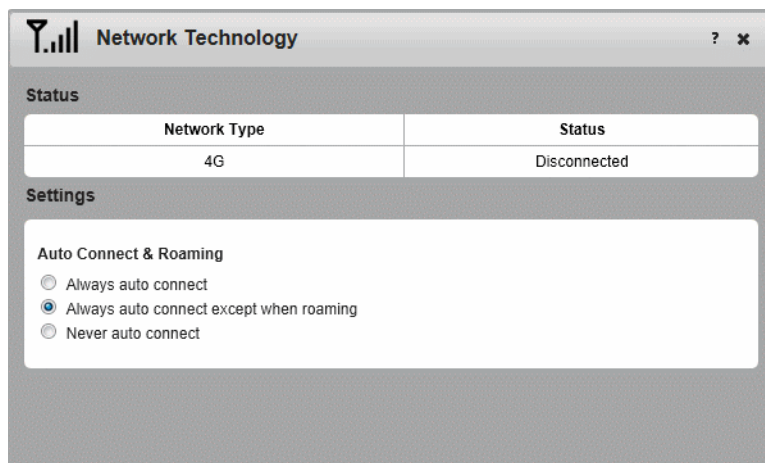 Network Technology ? ✖
Status
Network Type Status
4G Disconnected
Settings
Auto Connect & Roaming
Always auto connect
Always auto connect except when roaming
Never auto connect